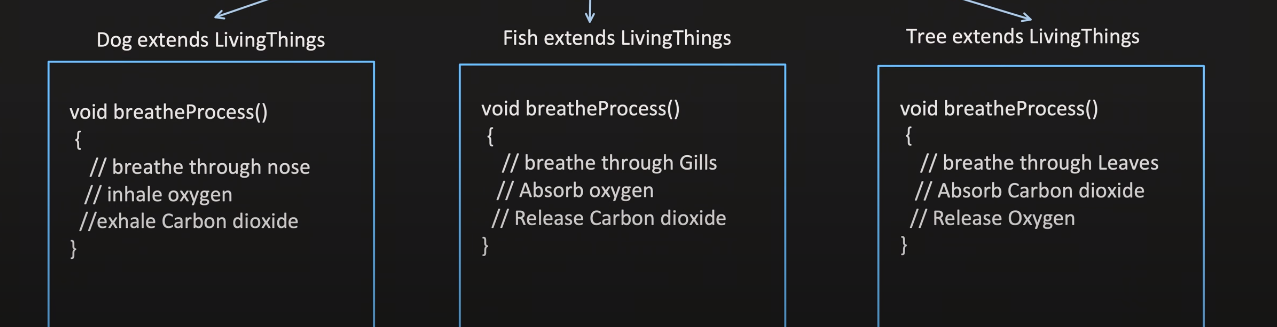 Dog extends LivingThings
void breatheProcess()
{
// breathe through nose
// inhale oxygen
//exhale Carbon dioxide
}
Fish extends LivingThings
void breatheProcess()
{
// breathe through Gills
// Absorb oxygen
// Release Carbon dioxide
}
Tree extends LivingThings
void breatheProcess()
{
// breathe through Leaves
// Absorb Carbon dioxide
// Release Oxygen
}